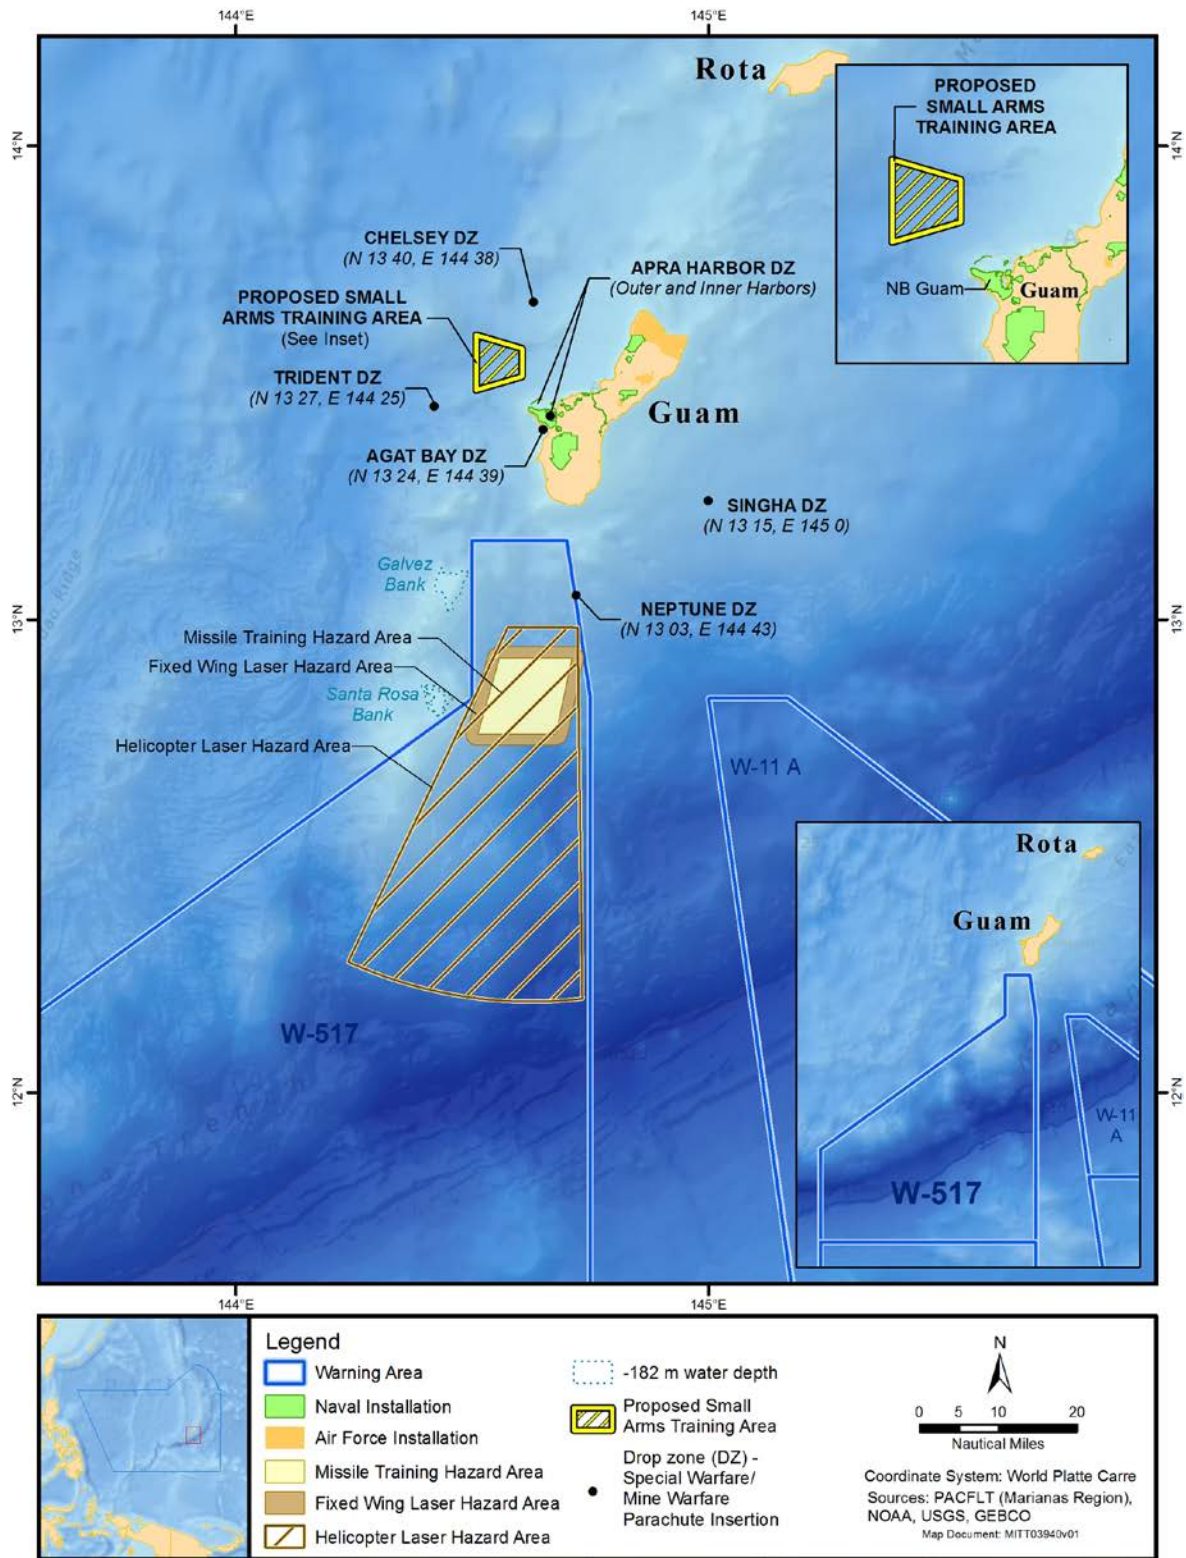 144°E
145°E
Rota
PROPOSED
SMALL ARMS
TRAINING AREA
14°N
14°N
CHELSEY DZ
(N 13 40, E 144 38)
APRA HARBOR DZ
(Outer and Inner Harbors)
NB Guam
Guam
PROPOSED SMALL
ARMS TRAINING AREA
(See Inset)
TRIDENT DZ
(N 13 27, E 144 25)
Guam
AGAT BAY DZ
(N 13 24, E 144 39)
SINGHA DZ
(N 13 15, E 145 0)
Galvez
Bank
NEPTUNE DZ
(N 13 03, E 144 43)
13°N
13°N
Missile Training Hazard Area
Fixed Wing Laser Hazard Area
Santa Rosa
Bank
Helicopter Laser Hazard Area
W-11 A
Rota
Guam
W-517
12°N
12°N
W-11
A
W-517
144°E
145°E
Legend
Warning Area
Naval Installation
Air Force Installation
Missile Training Hazard Area
Fixed Wing Laser Hazard Area
Helicopter Laser Hazard Area
-182 m water depth
Proposed Small
Arms Training Area
Drop zone (DZ) -
Special Warfare/
Mine Warfare
Parachute Insertion
N
0 5 10 20
Nautical Miles
Coordinate System: World Platte Carre
Sources: PACFLT (Marianas Region),
NOAA, USGS, GEBCO
Map Document: MITT03940v01